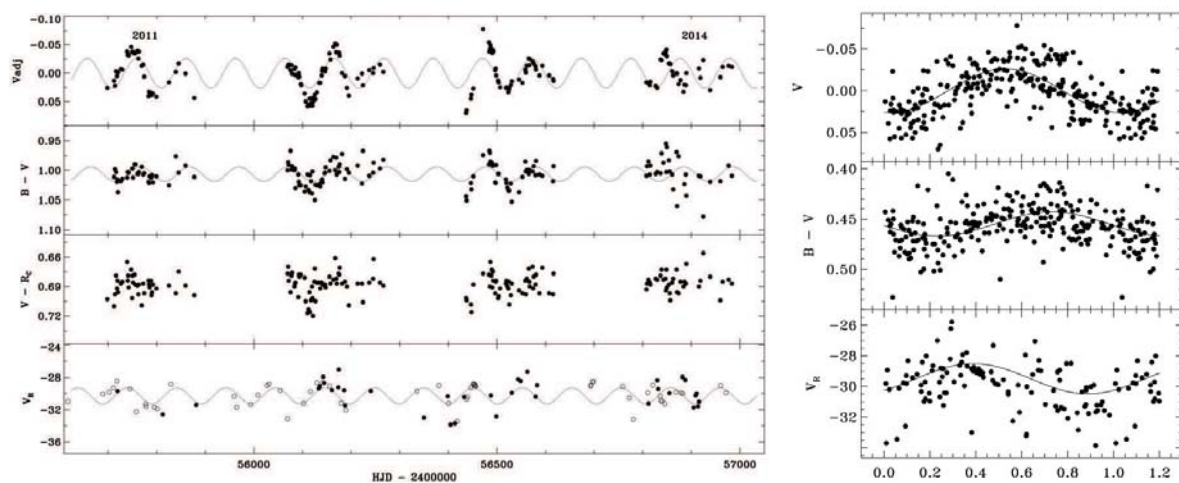 2011
2014
−0.10
−0.05
0.00
0.05
Vadj
0.95
1.00
1.05
1.10
B − V
0.66
0.69
0.72
V − R_C
−24
−28
−32
−36
V_R
56000 56500 57000
HJD − 2400000
−0.05
0.00
0.05
V
0.40
0.45
0.50
B − V
−26
−28
−30
−32
V_R
0.0 0.2 0.4 0.6 0.8 1.0 1.2